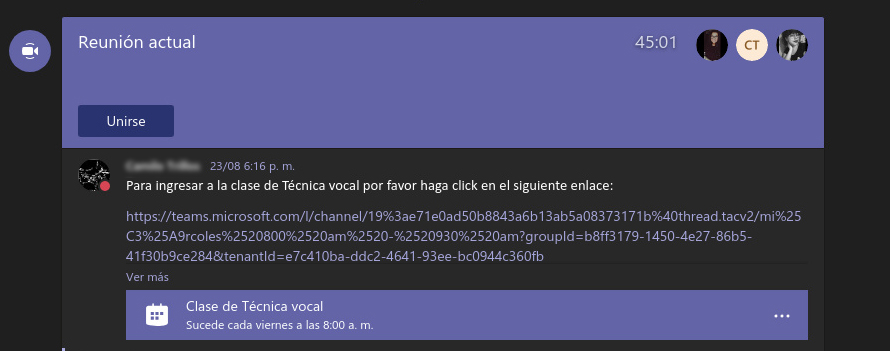 Reunión actual
45:01
CT
Unirse
23/08 6:16 p. m.
Para ingresar a la clase de Técnica vocal por favor haga click en el siguiente enlace:
https://teams.microsoft.com/l/channel/19%3ae71e0ad50b8843a6b13ab5a08373171b%40thread.tacv2/mi%25
C3%25A9rcoles%2520800%2520am%2520-%2520930%2520am?groupId=b8ff3179-1450-4e27-86b5-
41f30b9ce284&tenantId=e7c410ba-ddc2-4641-93ee-bc0944c360fb
Ver más
Clase de Técnica vocal
Sucede cada viernes a las 8:00 a. m.